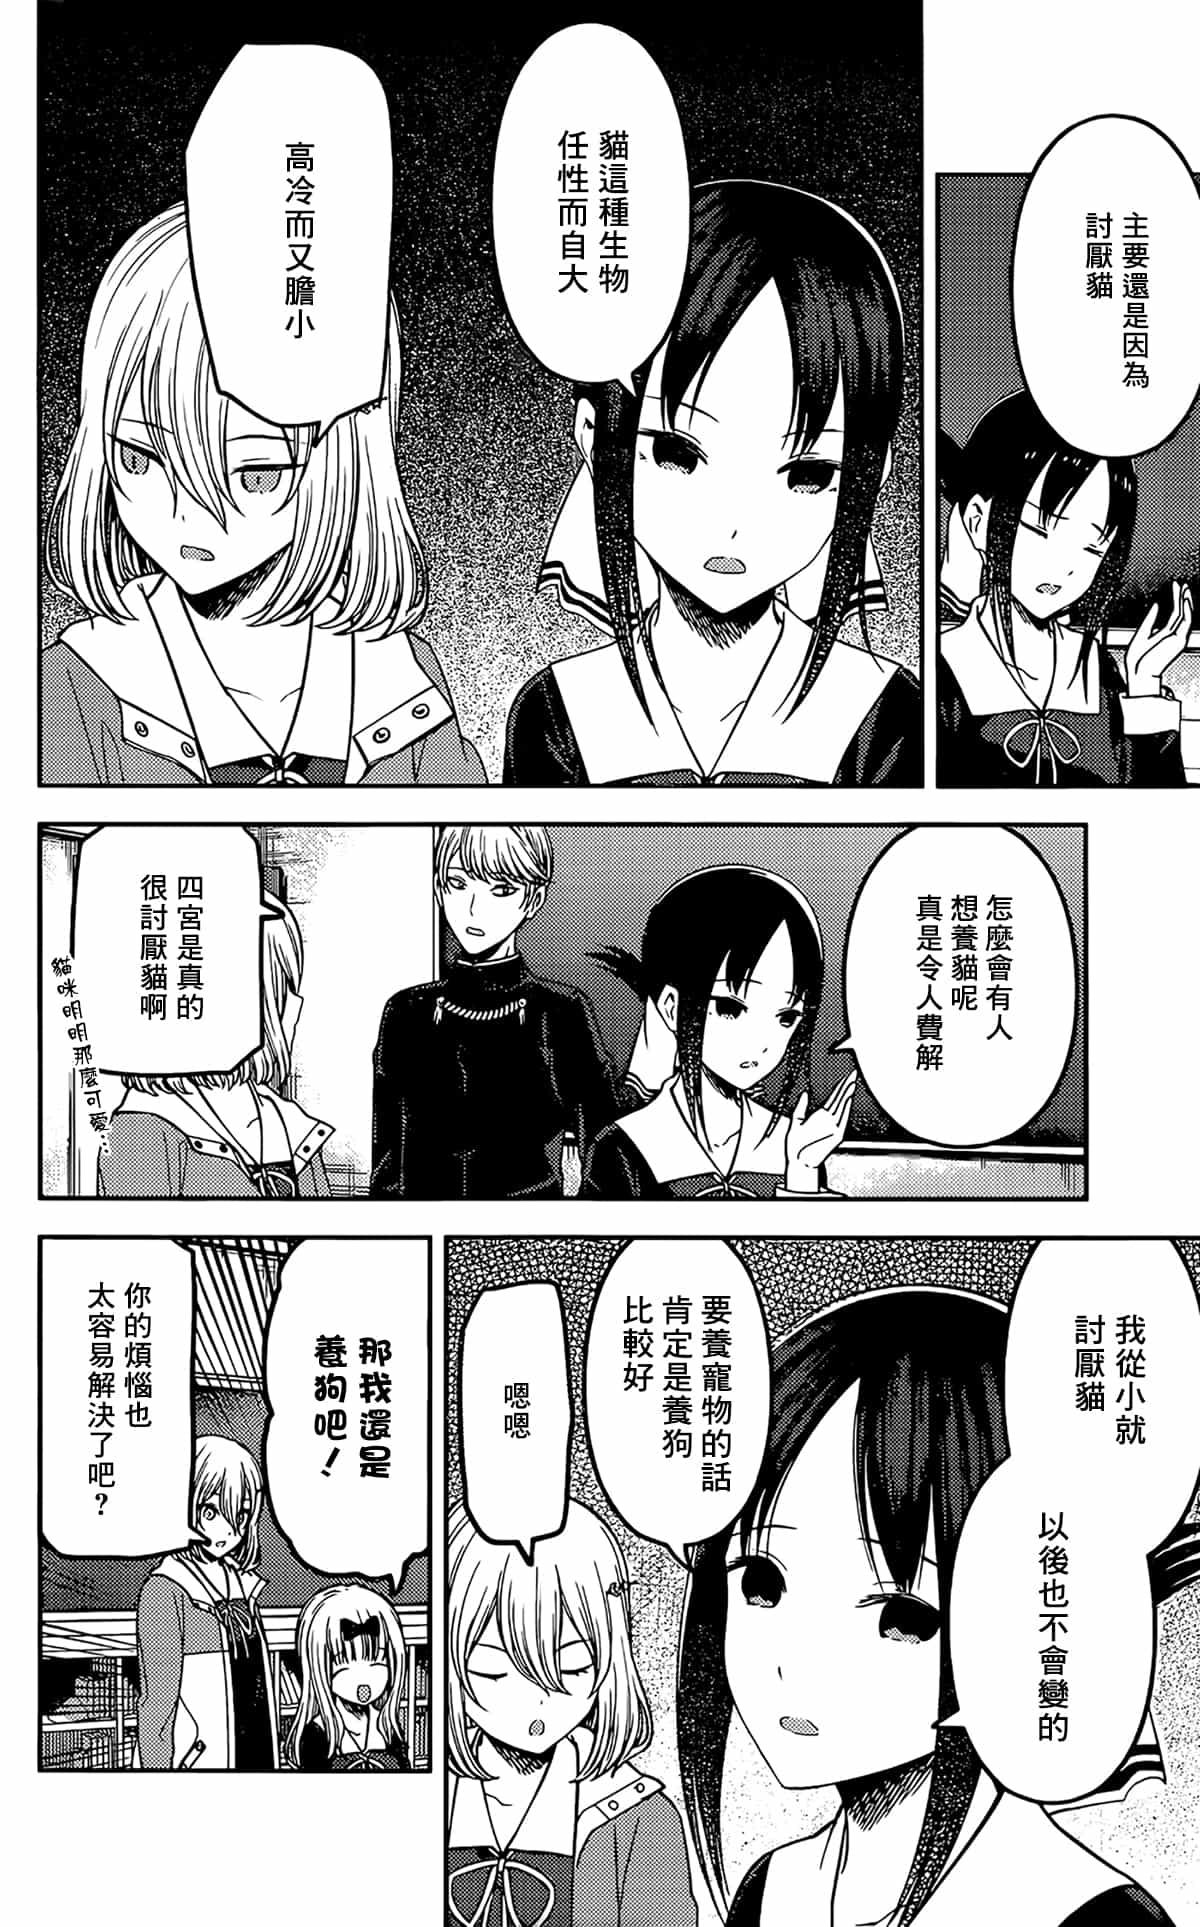 主要還是因為
討厭貓
貓這種生物
任性而自大
高冷而又膽小
怎麼會有人
想養貓呢
真是令人費解
四宮是真的
很討厭貓啊
貓咪明明那麼可愛…
我從小就
討厭貓
以後也不會變的
要養寵物的話
肯定是養狗
比較好
嗯嗯
那我還是
養狗吧！
你的煩惱也
太容易解決了吧？